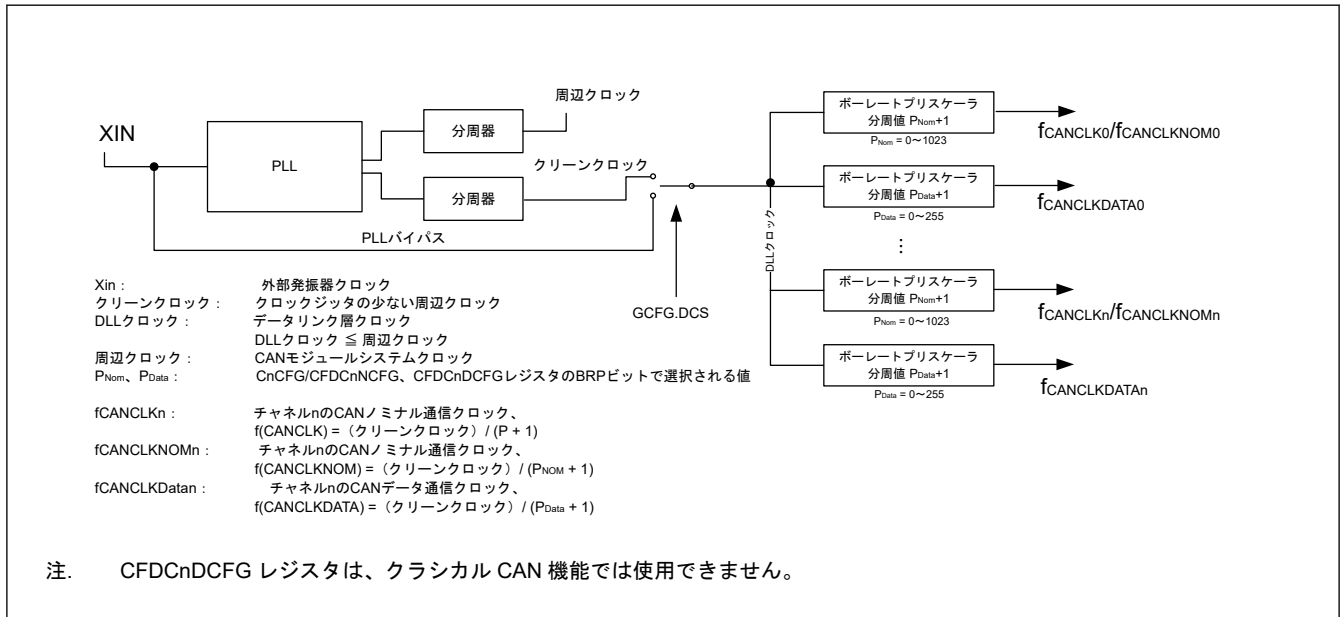 XIN
PLL
分周器
周辺クロック
分周器
クリーンクロック
PLLバイパス
GCFG.DCS
DLLクロック
ボーレートプリスケーラ
分周値 PNom+1
PNom = 0～1023
fCANCLK0/fCANCLKNOM0
ボーレートプリスケーラ
分周値 PData+1
PData = 0～255
fCANCLKDATA0
⋮
ボーレートプリスケーラ
分周値 PNom+1
PNom = 0～1023
fCANCLKn/fCANCLKNOMn
ボーレートプリスケーラ
分周値 PData+1
PData = 0～255
fCANCLKDATAn
Xin： 外部発振器クロック
クリーンクロック： クロックジッタの少ない周辺クロック
DLLクロック： データリンク層クロック
DLLクロック ≦ 周辺クロック
周辺クロック： CANモジュールシステムクロック
PNom、PData： CnCFG/CFDCnNCFG、CFDCnDCFGレジスタのBRPビットで選択される値
fCANCLKn： チャネルnのCANノミナル通信クロック、
f(CANCLK) =（クリーンクロック）/ (P + 1)
fCANCLKNOMn： チャネルnのCANノミナル通信クロック、
f(CANCLKNOM) =（クリーンクロック）/ (PNOM + 1)
fCANCLKDatan： チャネルnのCANデータ通信クロック、
f(CANCLKDATA) =（クリーンクロック）/ (PData + 1)
注. CFDCnDCFG レジスタは、クラシカル CAN 機能では使用できません。